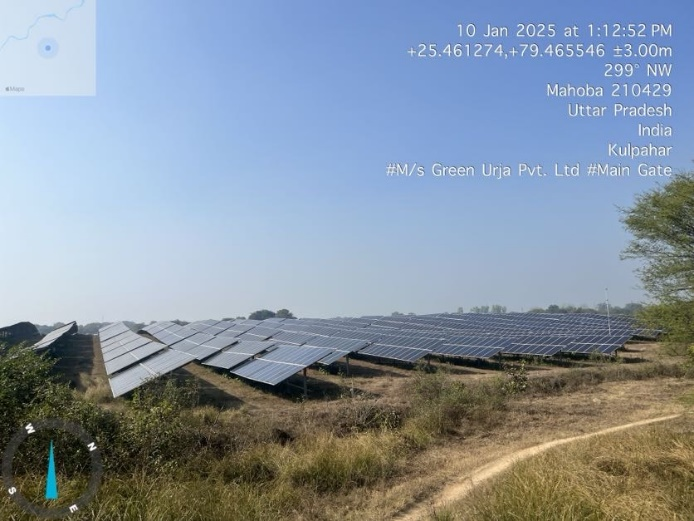 10 Jan 2025 at 1:12:52 PM
+25.461274,+79.465546 ±3.00m
299° NW
Mahoba 210429
Uttar Pradesh
India
Kulpahar
#M/s Green Urja Pvt. Ltd #Main Gate
Maps
W
N
S
E